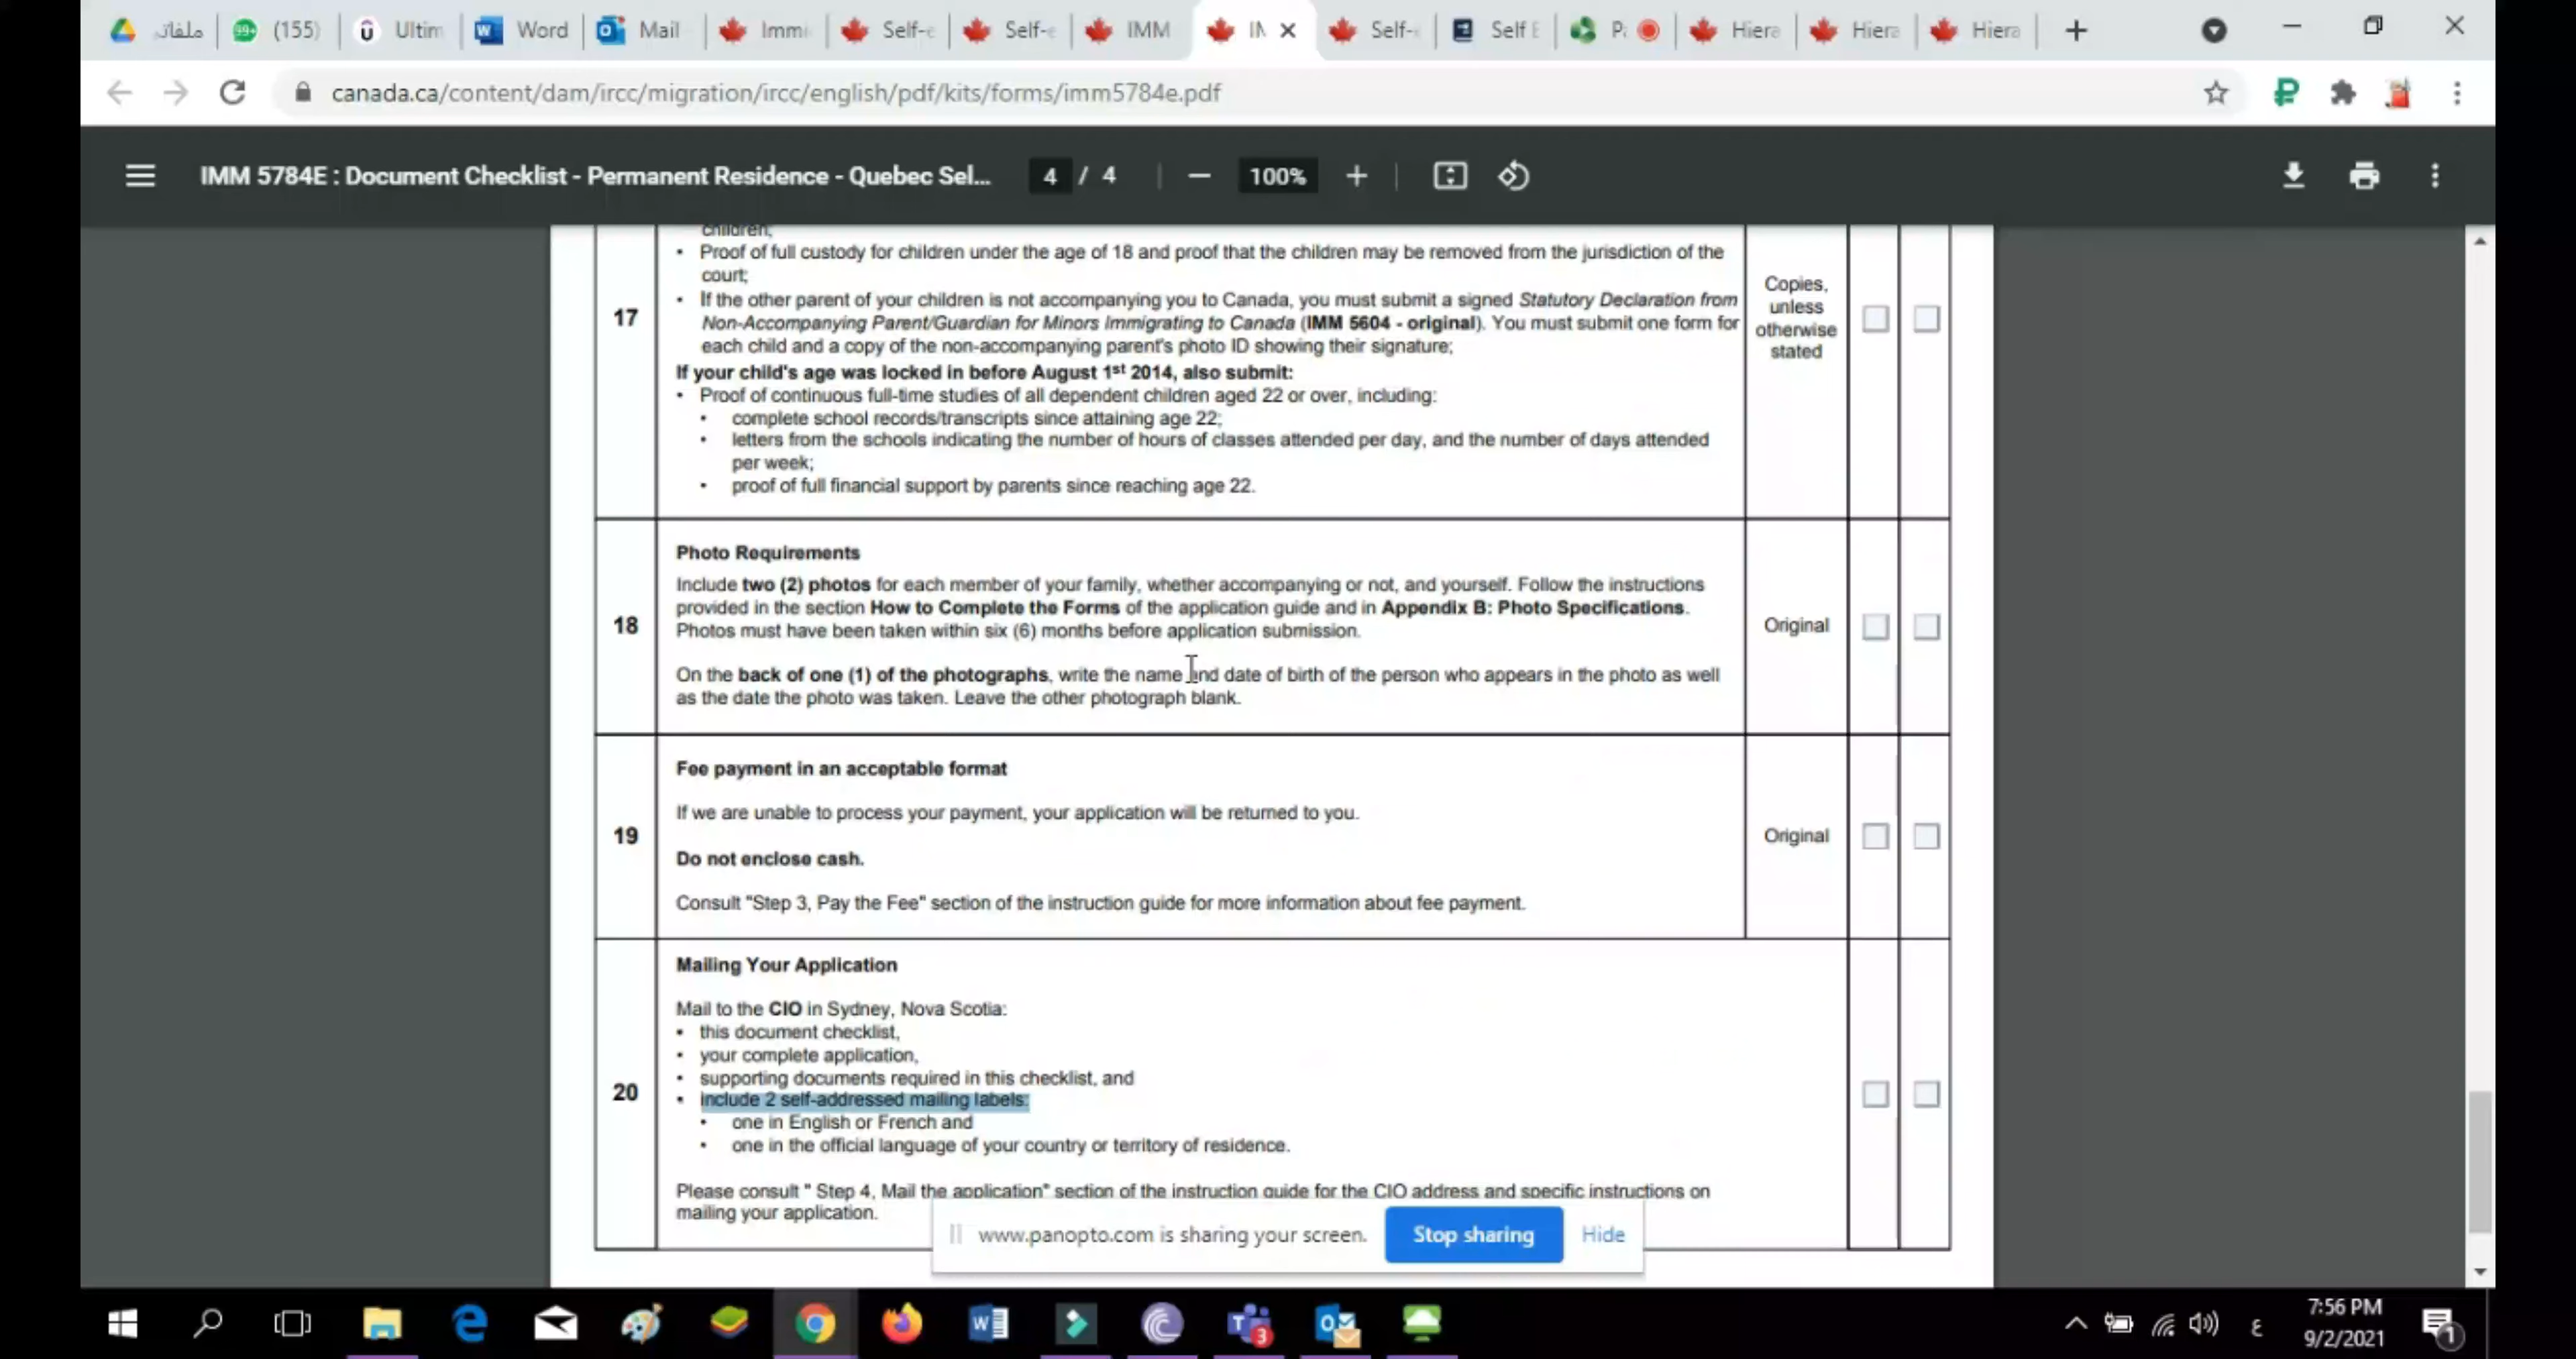 ملفاتي
99+
(155)
Ultim
Word
Mail
Immi
Self-e
Self-e
IMM
IM
Self-e
Self E
Hiera
Hiera
Hiera
canada.ca/content/dam/ircc/migration/ircc/english/pdf/kits/forms/imm5784e.pdf
IMM 5784E : Document Checklist - Permanent Residence - Quebec Sel...
4 / 4
100%
children;
• Proof of full custody for children under the age of 18 and proof that the children may be removed from the jurisdiction of the
court;
17
• If the other parent of your children is not accompanying you to Canada, you must submit a signed Statutory Declaration from
Non-Accompanying Parent/Guardian for Minors Immigrating to Canada (IMM 5604 - original). You must submit one form for
each child and a copy of the non-accompanying parent's photo ID showing their signature;
If your child's age was locked in before August 1st 2014, also submit:
• Proof of continuous full-time studies of all dependent children aged 22 or over, including:
• complete school records/transcripts since attaining age 22;
• letters from the schools indicating the number of hours of classes attended per day, and the number of days attended
per week;
• proof of full financial support by parents since reaching age 22.
Copies,
unless
otherwise
stated
18
Photo Requirements
Include two (2) photos for each member of your family, whether accompanying or not, and yourself. Follow the instructions
provided in the section How to Complete the Forms of the application guide and in Appendix B: Photo Specifications.
Photos must have been taken within six (6) months before application submission.
On the back of one (1) of the photographs, write the name and date of birth of the person who appears in the photo as well
as the date the photo was taken. Leave the other photograph blank.
Original
19
Fee payment in an acceptable format
If we are unable to process your payment, your application will be returned to you.
Do not enclose cash.
Consult "Step 3, Pay the Fee" section of the instruction guide for more information about fee payment.
Original
20
Mailing Your Application
Mail to the CIO in Sydney, Nova Scotia:
• this document checklist,
• your complete application,
• supporting documents required in this checklist, and
• include 2 self-addressed mailing labels:
• one in English or French and
• one in the official language of your country or territory of residence.
Please consult " Step 4, Mail the application" section of the instruction guide for the CIO address and specific instructions on
mailing your application.
www.panopto.com is sharing your screen.
Stop sharing
Hide
3
ع
7:56 PM
9/2/2021
1